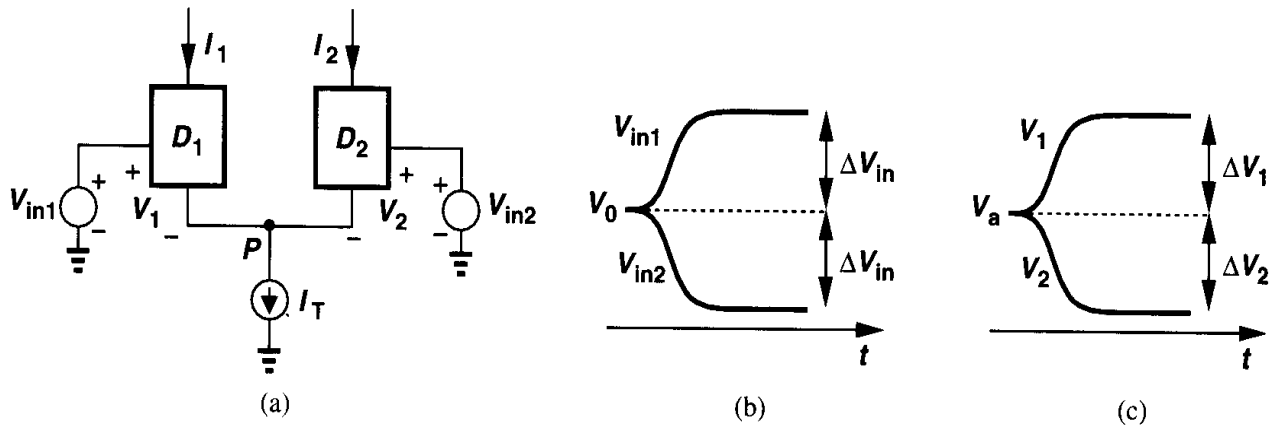 I1 I2
D1 D2
+ + + +
Vin1 V1 V2 Vin2
− − − −
P
IT
(a)
Vin1
ΔVin
V0
Vin2
ΔVin
t
(b)
V1
ΔV1
Va
V2
ΔV2
t
(c)